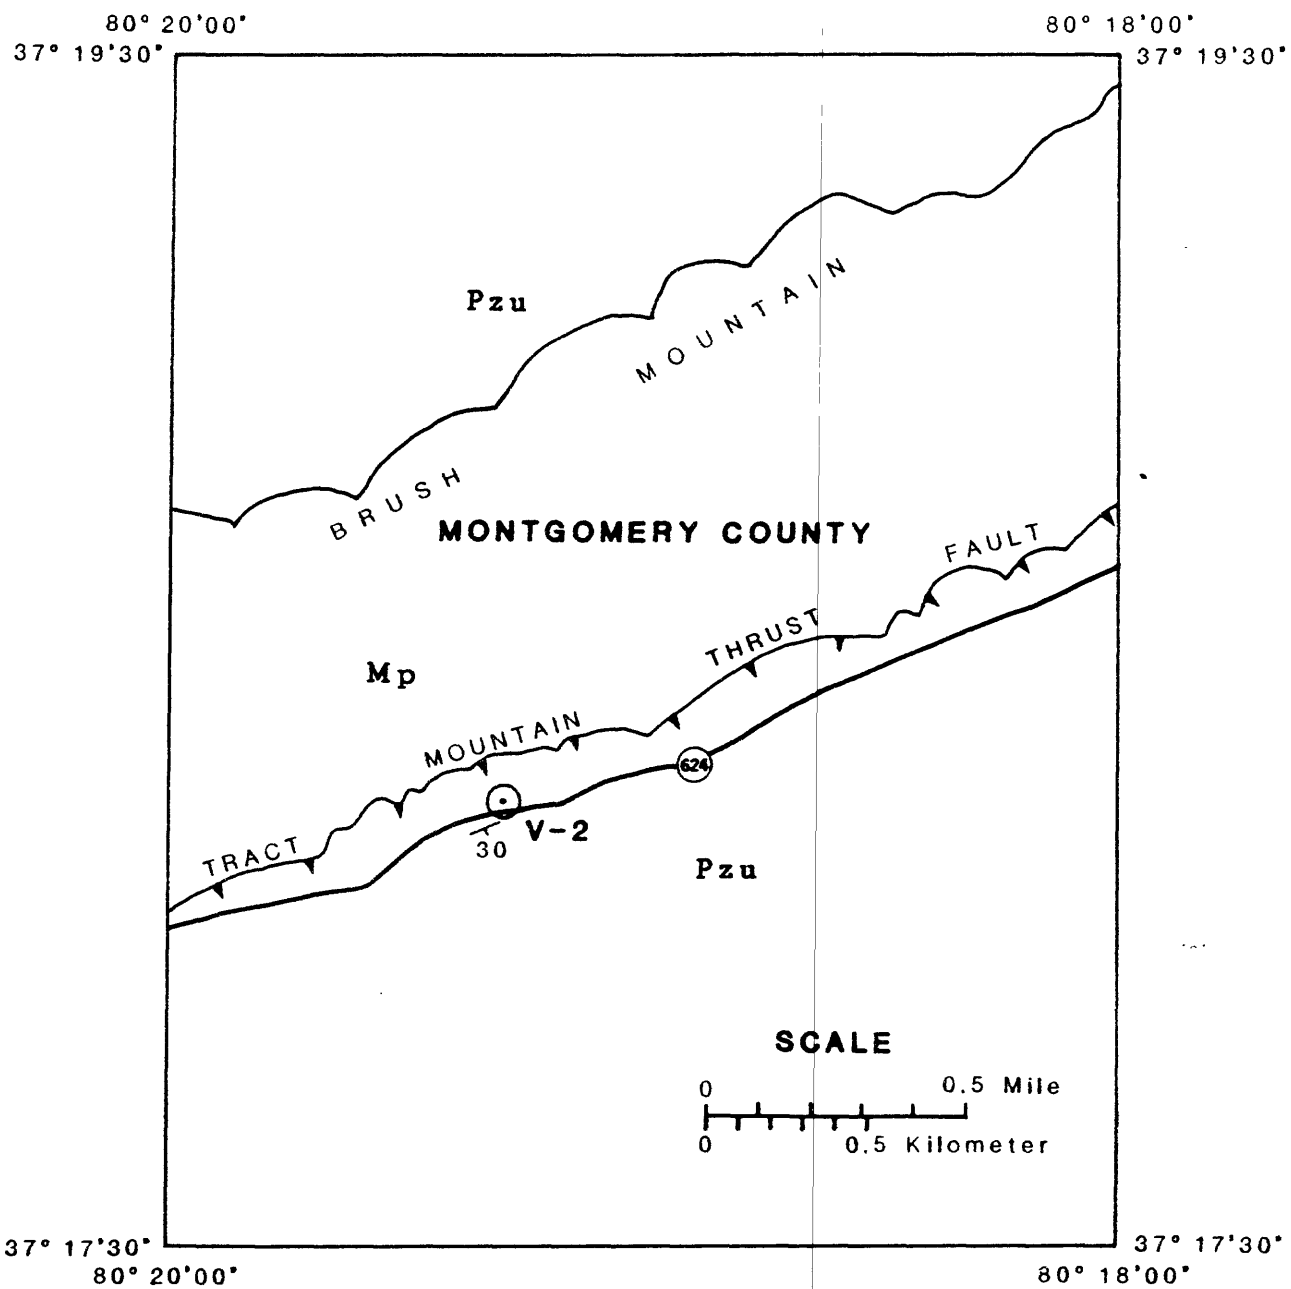 80° 20'00"
80° 18'00"
37° 19'30"
37° 19'30"
Pzu
BRUSH MOUNTAIN
MONTGOMERY COUNTY
Mp
TRACT MOUNTAIN THRUST FAULT
624
V-2
30
Pzu
SCALE
0 0.5 Mile
0 0.5 Kilometer
37° 17'30"
37° 17'30"
80° 20'00"
80° 18'00"